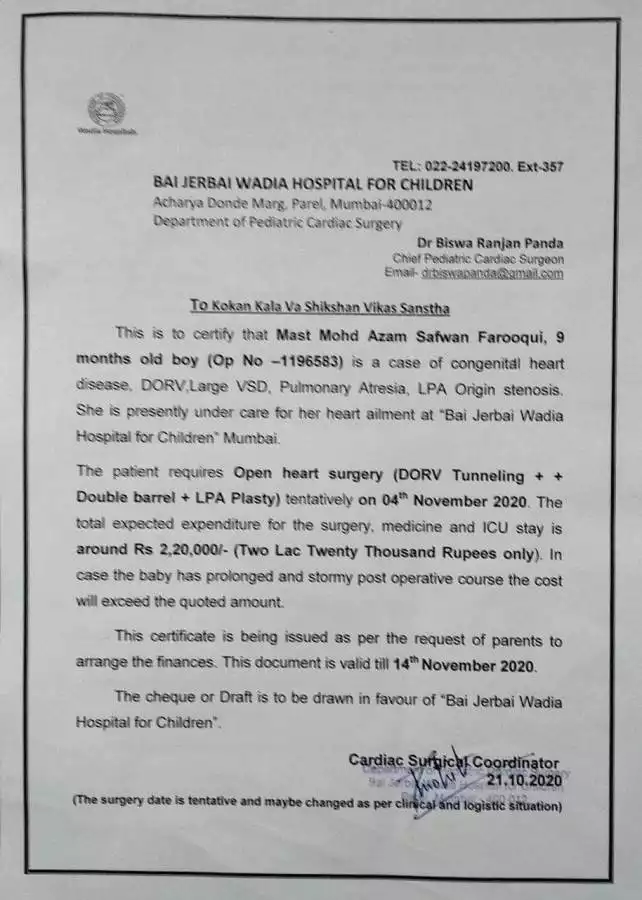 Wadia Hospitals
TEL: 022-24197200. Ext-357
BAI JERBAI WADIA HOSPITAL FOR CHILDREN
Acharya Donde Marg, Parel, Mumbai-400012
Department of Pediatric Cardiac Surgery
Dr Biswa Ranjan Panda
Chief Pediatric Cardiac Surgeon
Email- drbiswapanda@gmail.com
To Kokan Kala Va Shikshan Vikas Sanstha
This is to certify that Mast Mohd Azam Safwan Farooqui, 9
months old boy (Op No –1196583) is a case of congenital heart
disease, DORV,Large VSD, Pulmonary Atresia, LPA Origin stenosis.
She is presently under care for her heart ailment at “Bai Jerbai Wadia
Hospital for Children” Mumbai.
The patient requires Open heart surgery (DORV Tunneling + +
Double barrel + LPA Plasty) tentatively on 04th November 2020. The
total expected expenditure for the surgery, medicine and ICU stay is
around Rs 2,20,000/- (Two Lac Twenty Thousand Rupees only). In
case the baby has prolonged and stormy post operative course the cost
will exceed the quoted amount.
This certificate is being issued as per the request of parents to
arrange the finances. This document is valid till 14th November 2020.
The cheque or Draft is to be drawn in favour of “Bai Jerbai Wadia
Hospital for Children”.
Cardiac Surgical Coordinator
21.10.2020
(The surgery date is tentative and maybe changed as per clinical and logistic situation)